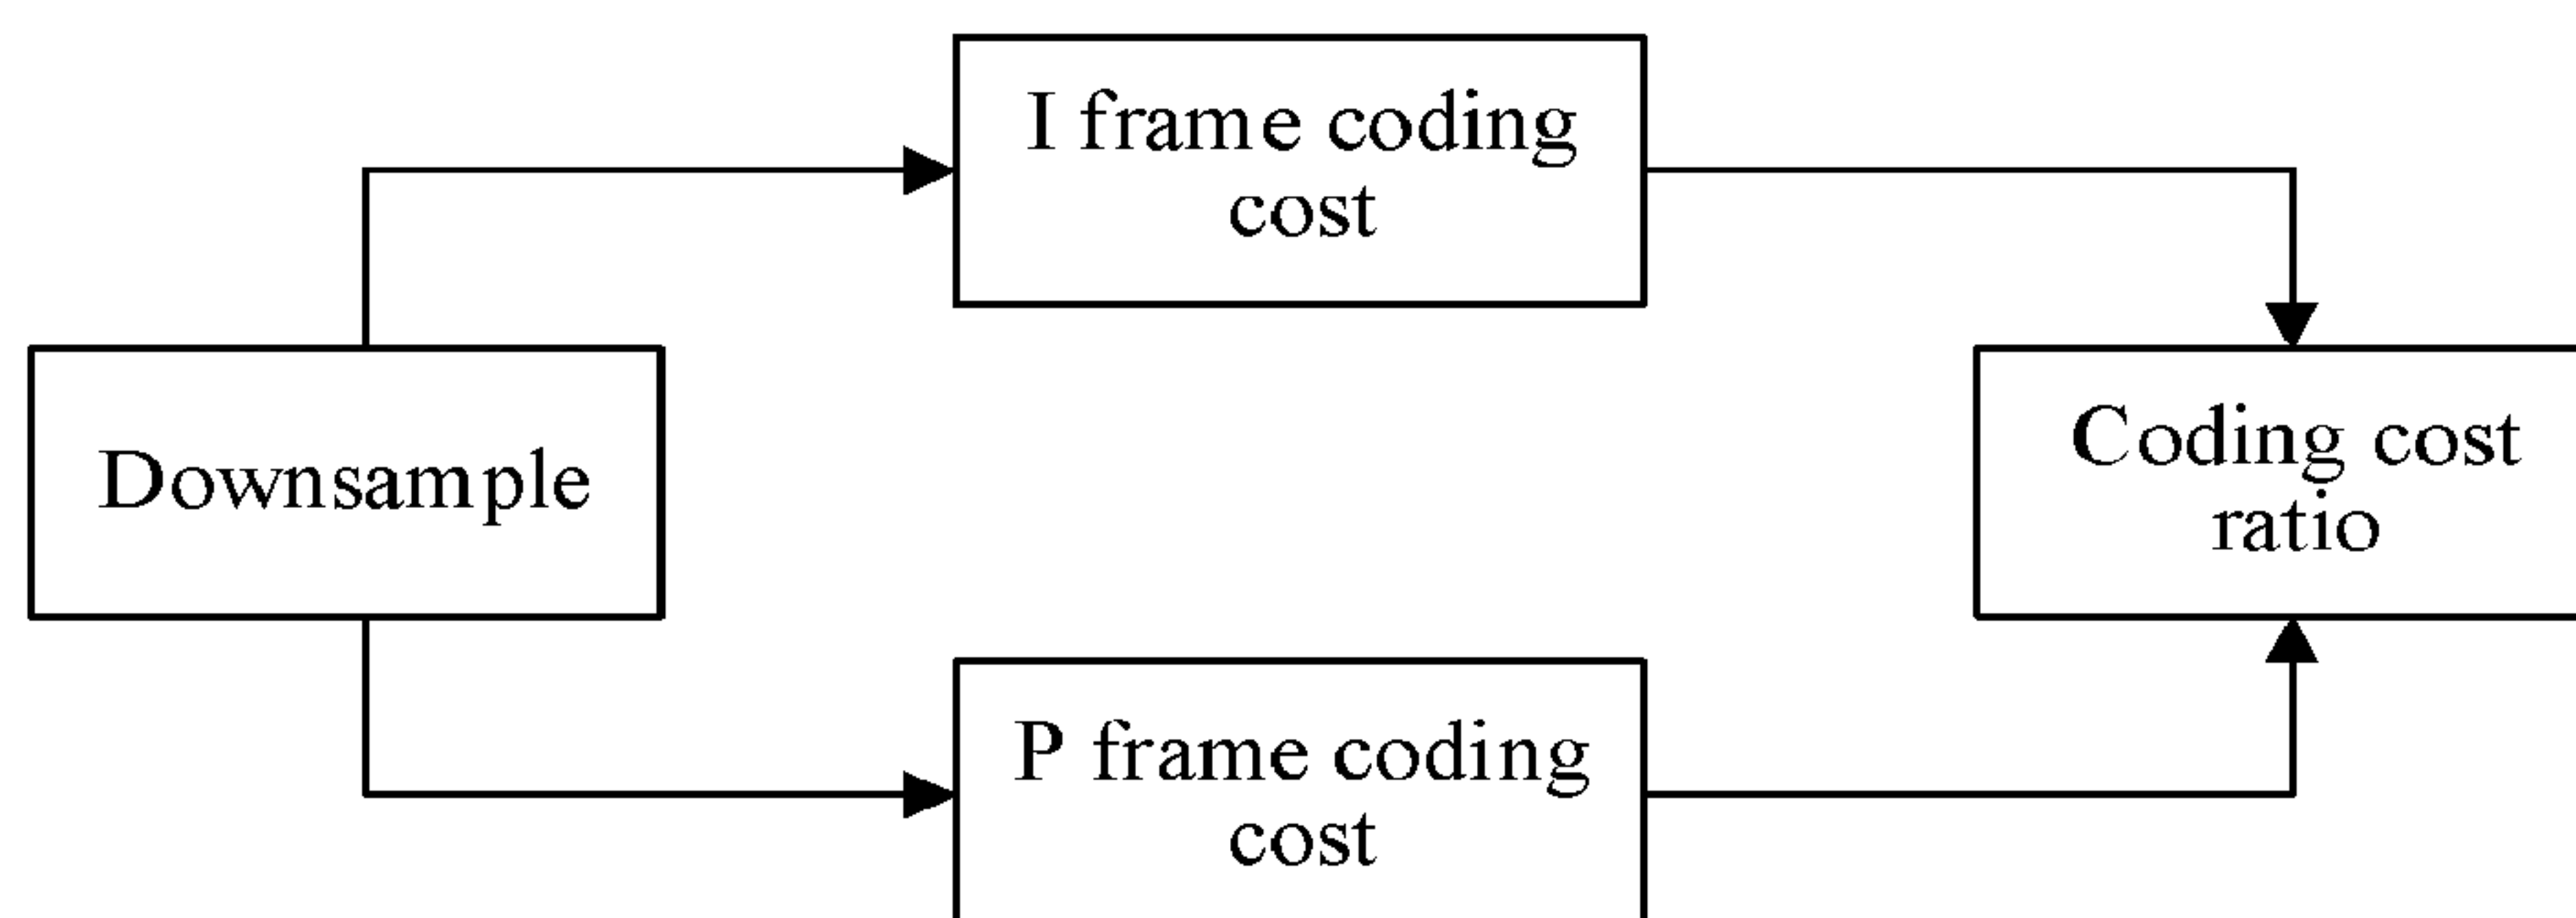 I frame coding
cost
Downsample
Coding cost
ratio
P frame coding
cost